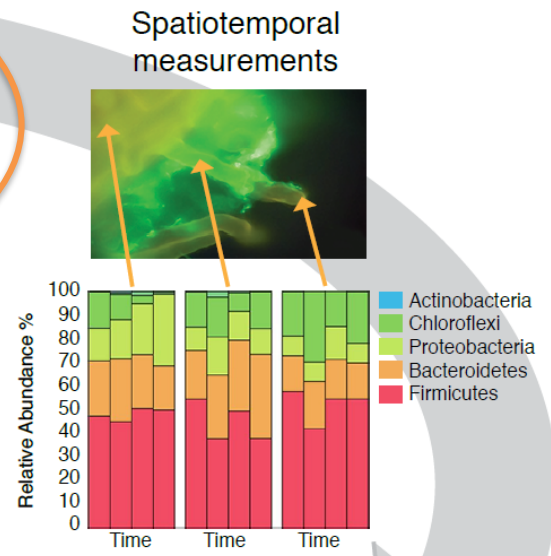 Spatiotemporal
measurements
100
90
80
70
60
50
40
30
20
10
0
Relative Abundance %
Time
Time
Time
Actinobacteria
Chloroflexi
Proteobacteria
Bacteroidetes
Firmicutes